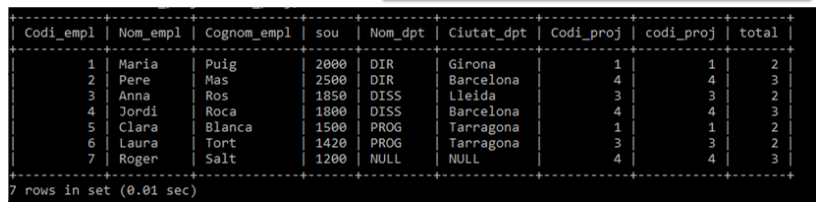 | Codi_empl | Nom_empl | Cognom_empl | sou | Nom_dpt | Ciutat_dpt | Codi_proj | codi_proj | total |
| 1 | Maria | Puig | 2000 | DIR | Girona | 1 | 1 | 2 |
| 2 | Pere | Mas | 2500 | DIR | Barcelona | 4 | 4 | 3 |
| 3 | Anna | Ros | 1850 | DISS | Lleida | 3 | 3 | 2 |
| 4 | Jordi | Roca | 1800 | DISS | Barcelona | 4 | 4 | 3 |
| 5 | Clara | Blanca | 1500 | PROG | Tarragona | 1 | 1 | 2 |
| 6 | Laura | Tort | 1420 | PROG | Tarragona | 3 | 3 | 2 |
| 7 | Roger | Salt | 1200 | NULL | NULL | 4 | 4 | 3 |
7 rows in set (0.01 sec)